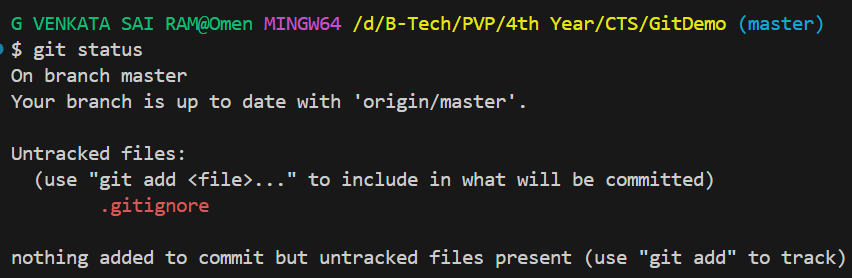 G VENKATA SAI RAM@Omen MINGW64 /d/B-Tech/PVP/4th Year/CTS/GitDemo (master)
$ git status
On branch master
Your branch is up to date with 'origin/master'.

Untracked files:
  (use "git add <file>..." to include in what will be committed)
        .gitignore

nothing added to commit but untracked files present (use "git add" to track)